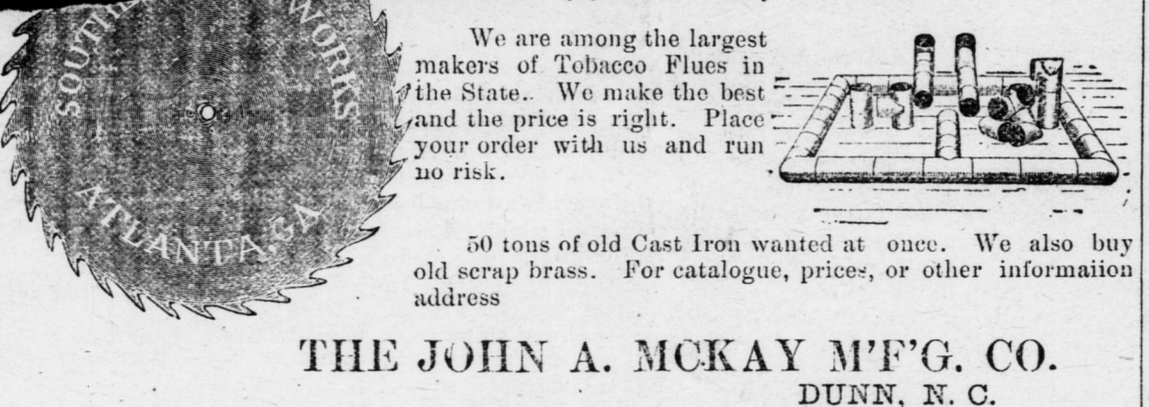 WORKS
ATLANTA, GA
We are among the largest
makers of Tobacco Flues in
the State.. We make the best
and the price is right. Place
your order with us and run
no risk.
50 tons of old Cast Iron wanted at once. We also buy
old scrap brass. For catalogue, prices, or other informaiion
address
THE JOHN A. MCKAY M'F'G. CO.
DUNN, N. C.